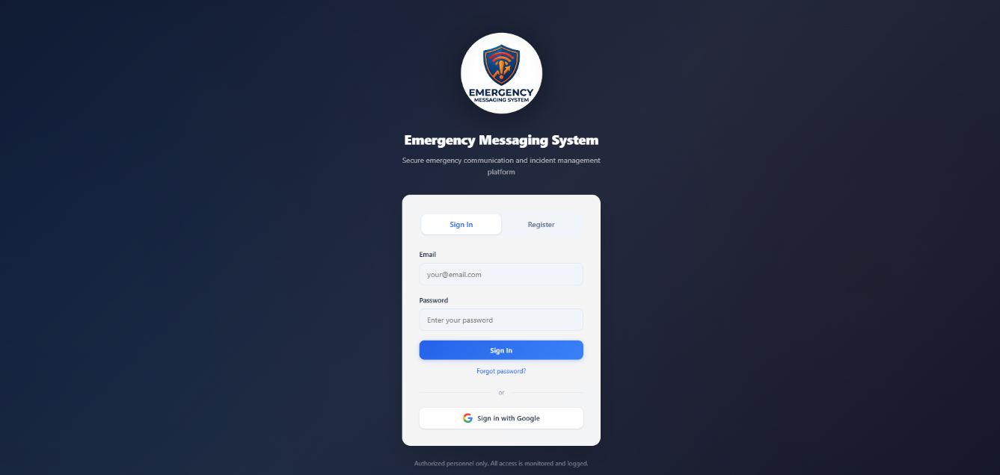 EMERGENCY
MESSAGING SYSTEM
Emergency Messaging System
Secure emergency communication and incident management
platform
Sign In
Register
Email
your@email.com
Password
Enter your password
Sign In
Forgot password?
or
Sign in with Google
Authorized personnel only. All access is monitored and logged.